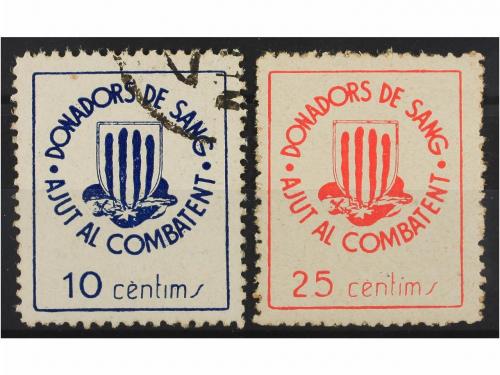 DONADORS DE SANG
AJUT AL COMBATENT
10 cèntims
DONADORS DE SANG
AJUT AL COMBATENT
25 cèntims